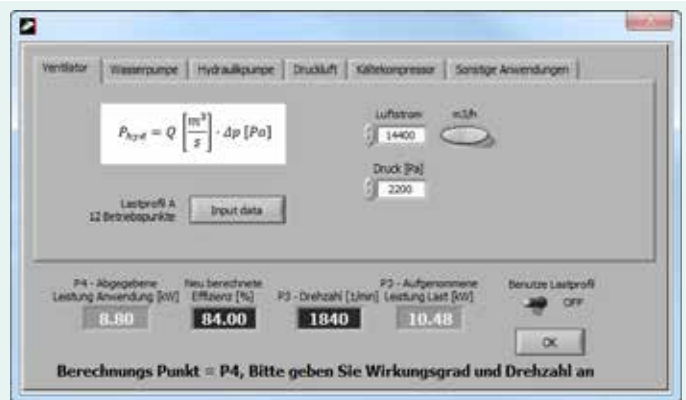 Ventilator Wasserpumpe Hydraulikpumpe Druckluft Kältekompressor Sonstige Anwendungen
P_hyd = Q [m³/s] · Δp [Pa]
Luftstrom m3/h
14400
Druck [Pa]
2200
Lastprofil A
12 Betriebspunkte
Input data
P4 - Abgegebene
Leistung Anwendung [kW]
8.80
Neu berechnete
Effizienz [%]
84.00
P3 - Drehzahl [1/min]
1840
P3 - Aufgenommene
Leistung Last [kW]
10.48
Benutze Lastprofil
OFF
OK
Berechnungs Punkt = P4, Bitte geben Sie Wirkungsgrad und Drehzahl an